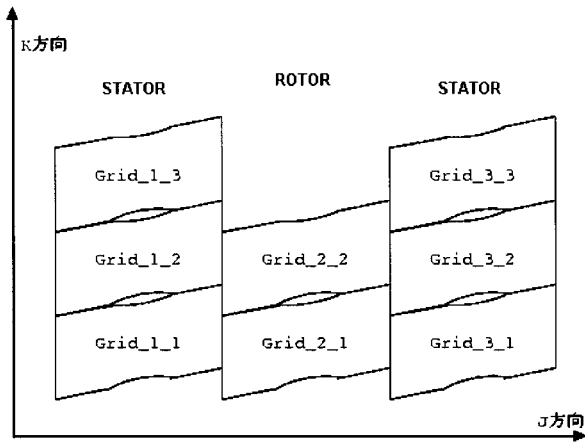 K方向
STATOR
ROTOR
STATOR
Grid_1_3
Grid_3_3
Grid_1_2
Grid_2_2
Grid_3_2
Grid_1_1
Grid_2_1
Grid_3_1
J方向